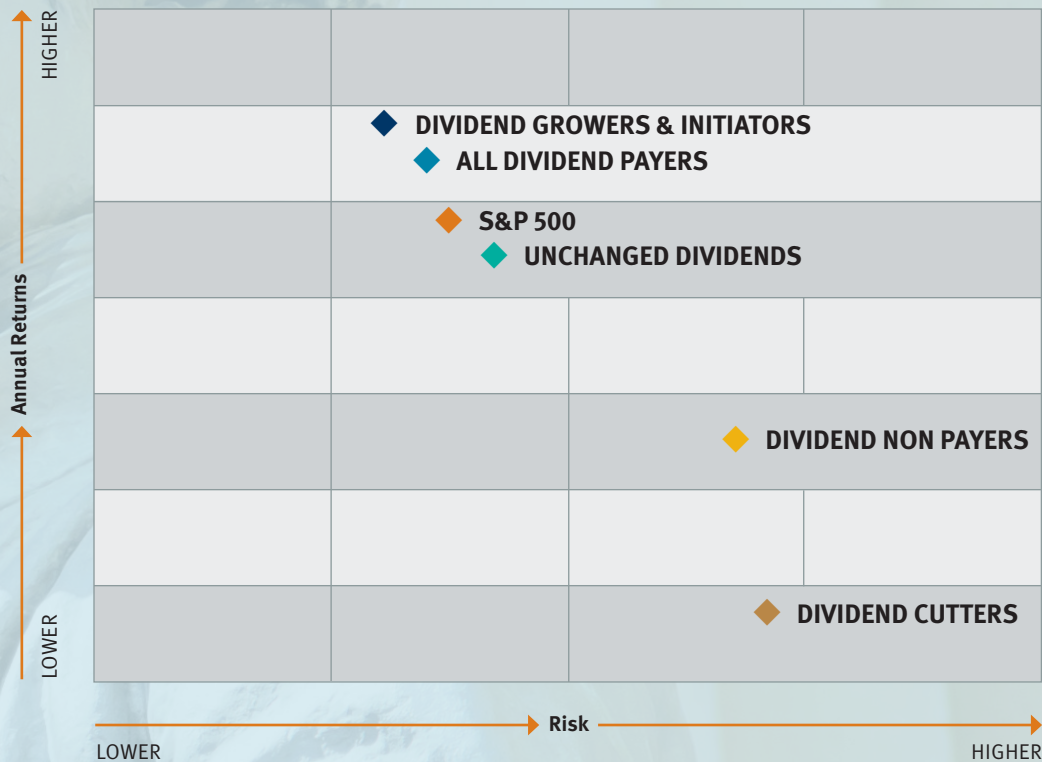 HIGHER
DIVIDEND GROWERS & INITIATORS
ALL DIVIDEND PAYERS
S&P 500
UNCHANGED DIVIDENDS
Annual Returns
DIVIDEND NON PAYERS
DIVIDEND CUTTERS
LOWER
Risk
LOWER
HIGHER